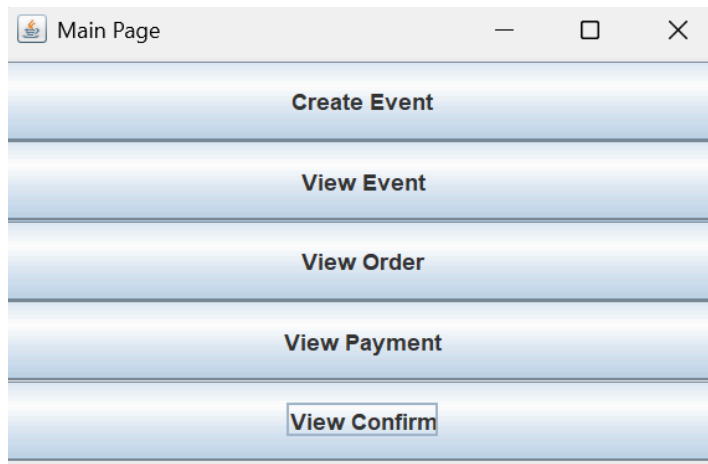 Main Page
Create Event
View Event
View Order
View Payment
View Confirm